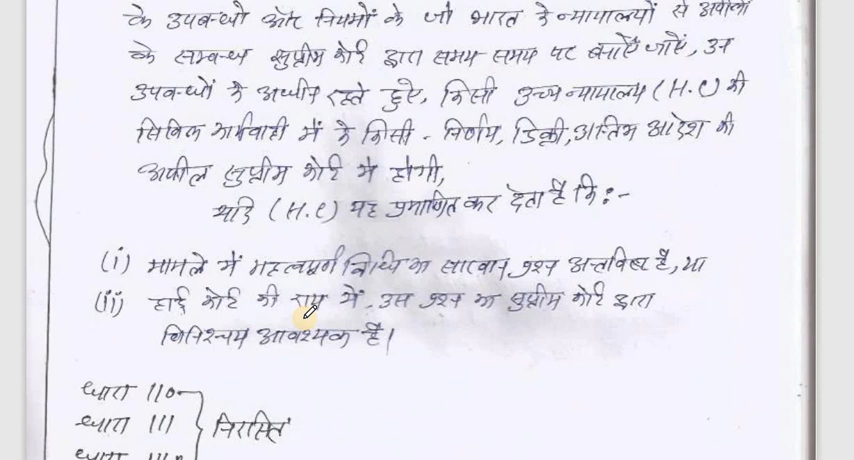 के उपबन्धों और नियमों के जो भारत के न्यायालयों से अपीलों
के सम्बन्ध सुप्रीम कोर्ट द्वारा समय समय पर बनाऐं जाऐं, उन
उपबन्धों के अधीन रहते हुऐ, किसी उच्च न्यायालय (H.C) की
सिविल कार्यवाही में के किसी - निर्णय, डिक्री, अन्तिम आदेश की
अपील सुप्रीम कोर्ट में होगी,
यदि (H.C) यह प्रमाणित कर देता है कि :-
(i) मामले में महत्वपूर्ण विधि का सारवान प्रश्न अन्तर्विष्ट है, या
(ii) हाई कोर्ट की राय में उस प्रश्न का सुप्रीम कोर्ट द्वारा
विनिश्चय आवश्यक है।
धारा 110
धारा 111 निरसित
धारा